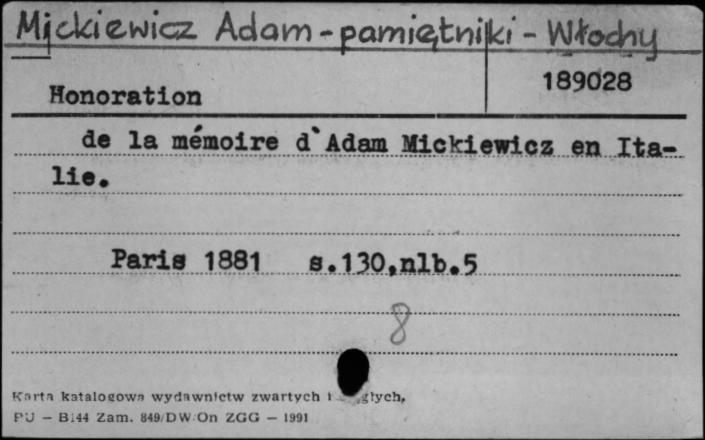 Mickiewicz Adam - pamiętniki - Włochy
189028
Honoration
de la mémoire d'Adam Mickiewicz en Ita-
lie.
Paris 1881 s.130,nlb.5
8
Karta katalogowa wydawnictw zwartych i
PU – B144 Zam. 849/DW/On ZGG – 1991